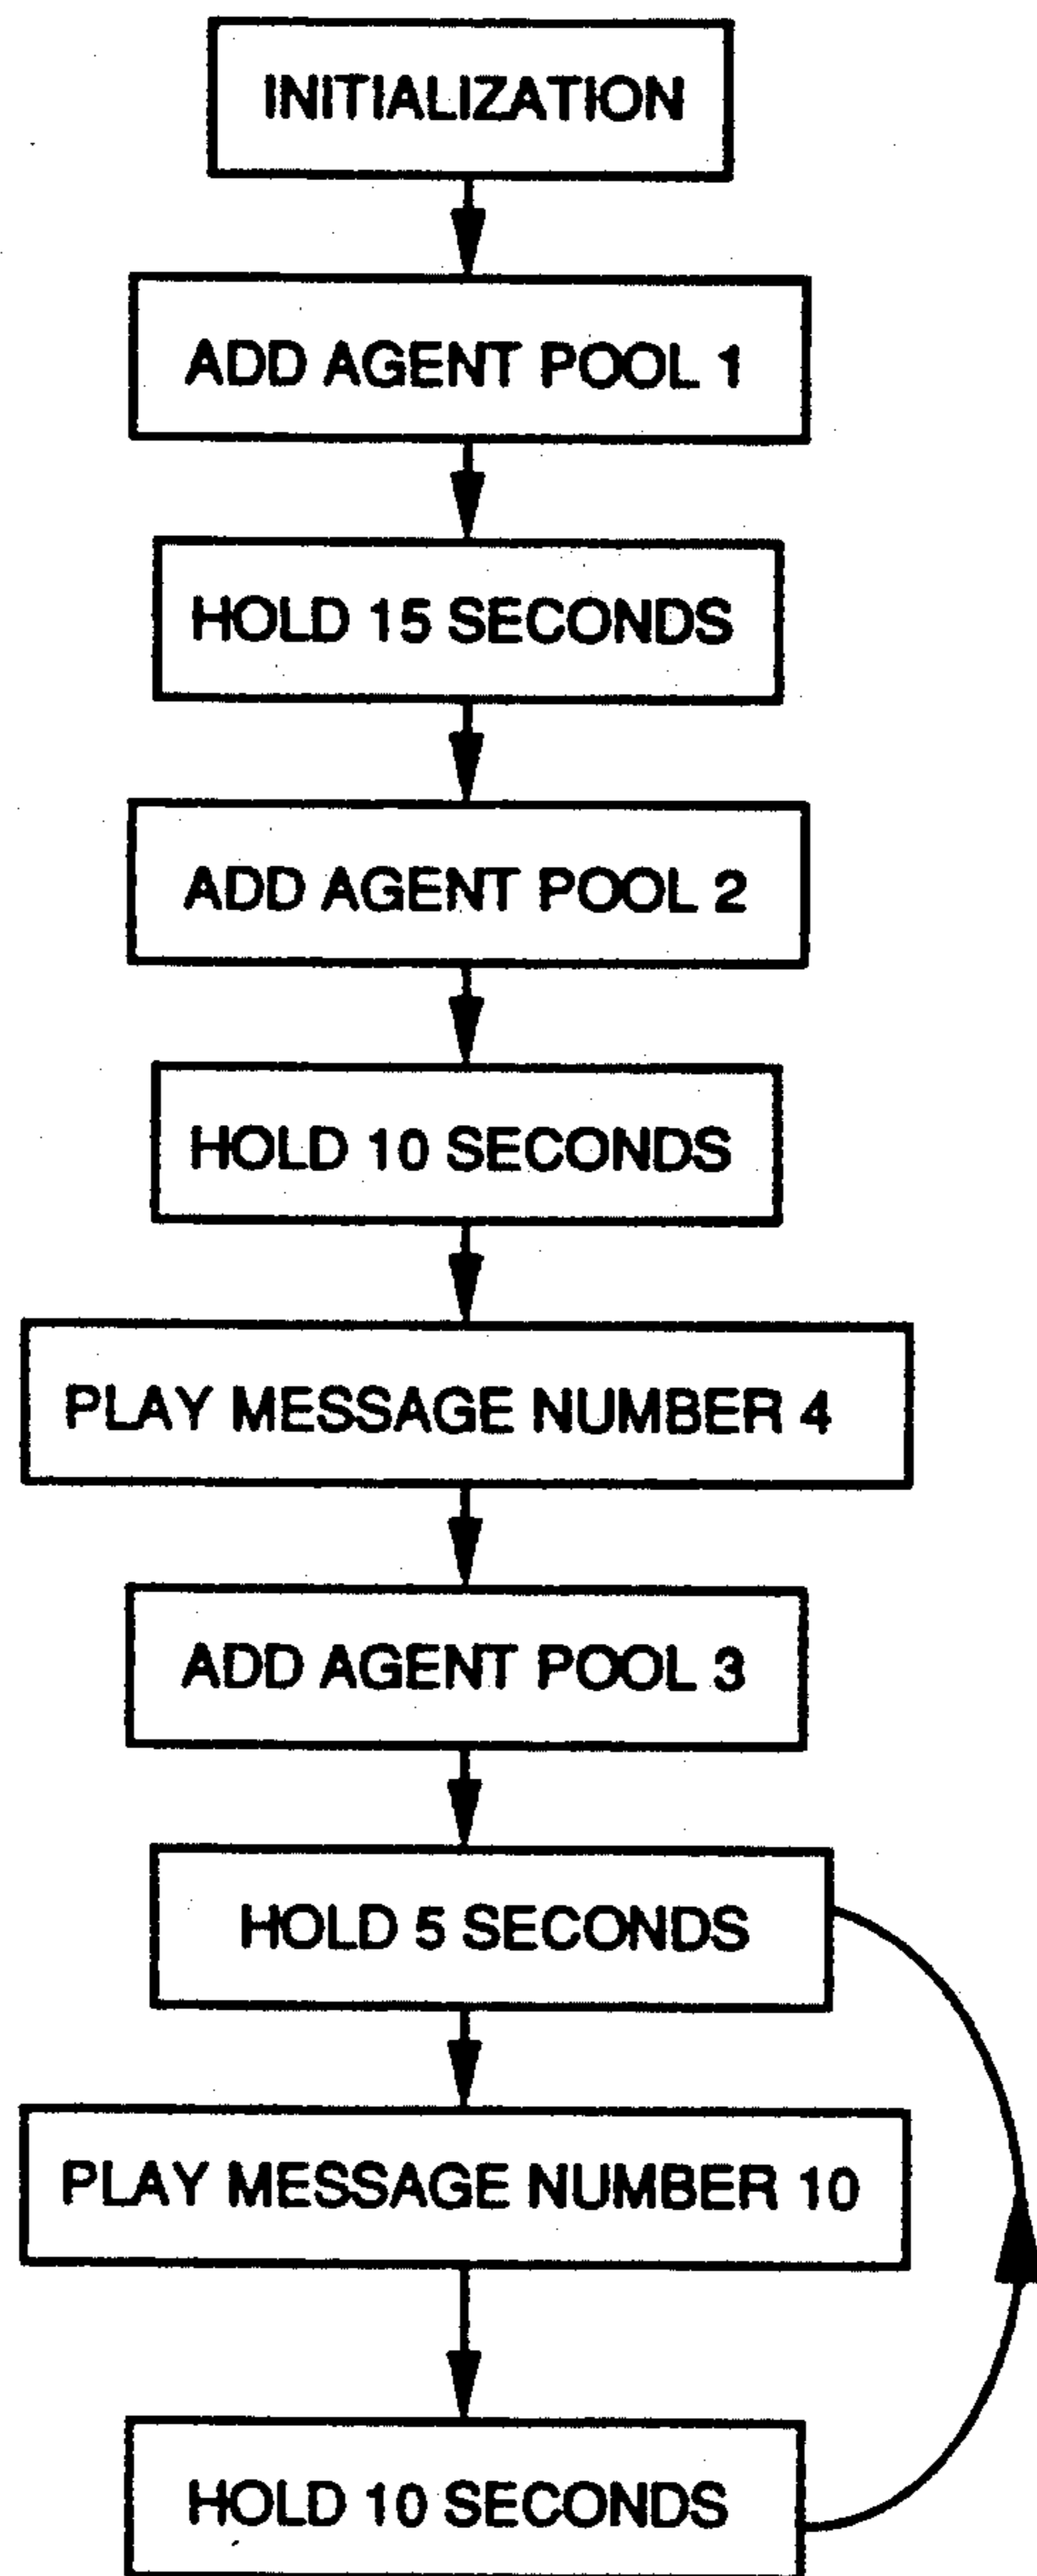 INITIALIZATION
ADD AGENT POOL 1
HOLD 15 SECONDS
ADD AGENT POOL 2
HOLD 10 SECONDS
PLAY MESSAGE NUMBER 4
ADD AGENT POOL 3
HOLD 5 SECONDS
PLAY MESSAGE NUMBER 10
HOLD 10 SECONDS